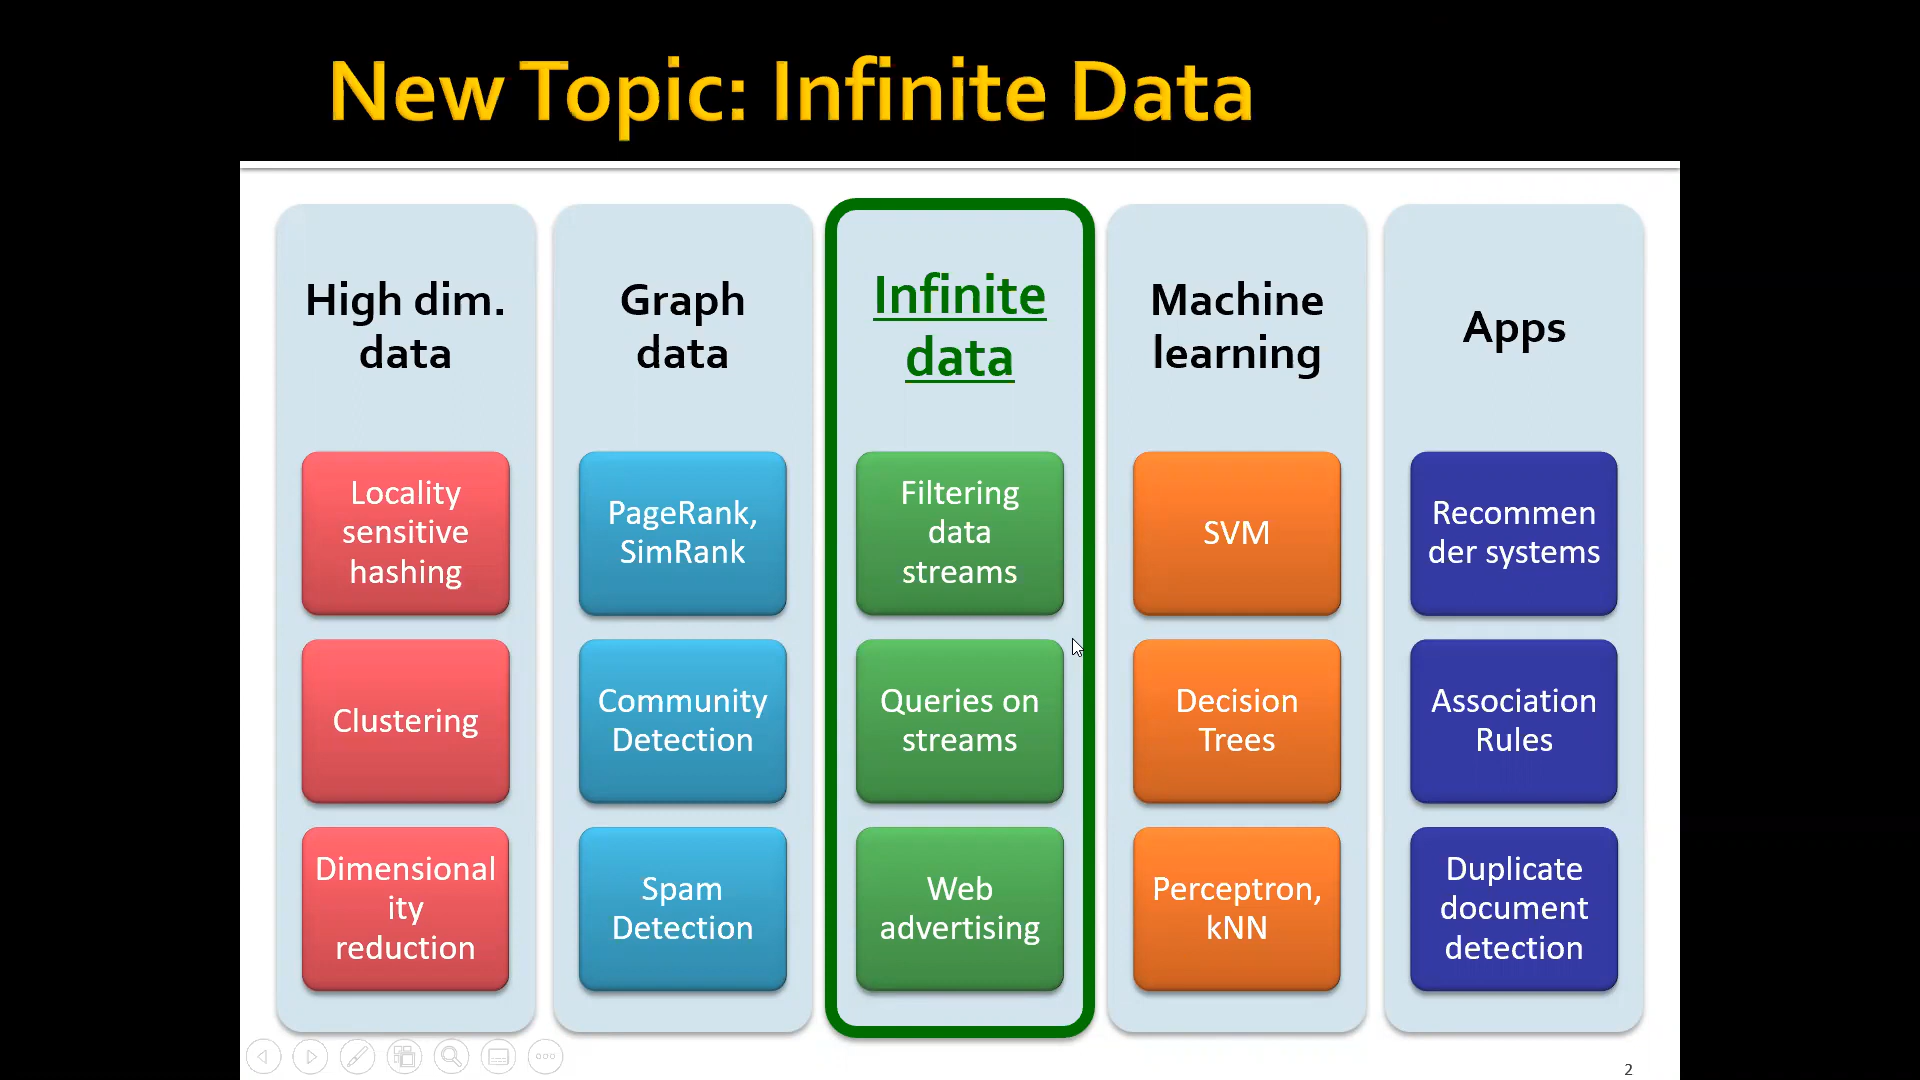 New Topic: Infinite Data
High dim.
data
Locality
sensitive
hashing
Clustering
Dimensional
ity
reduction
Graph
data
PageRank,
SimRank
Community
Detection
Spam
Detection
Infinite
data
Filtering
data
streams
Queries on
streams
Web
advertising
Machine
learning
SVM
Decision
Trees
Perceptron,
kNN
Apps
Recommen
der systems
Association
Rules
Duplicate
document
detection
2